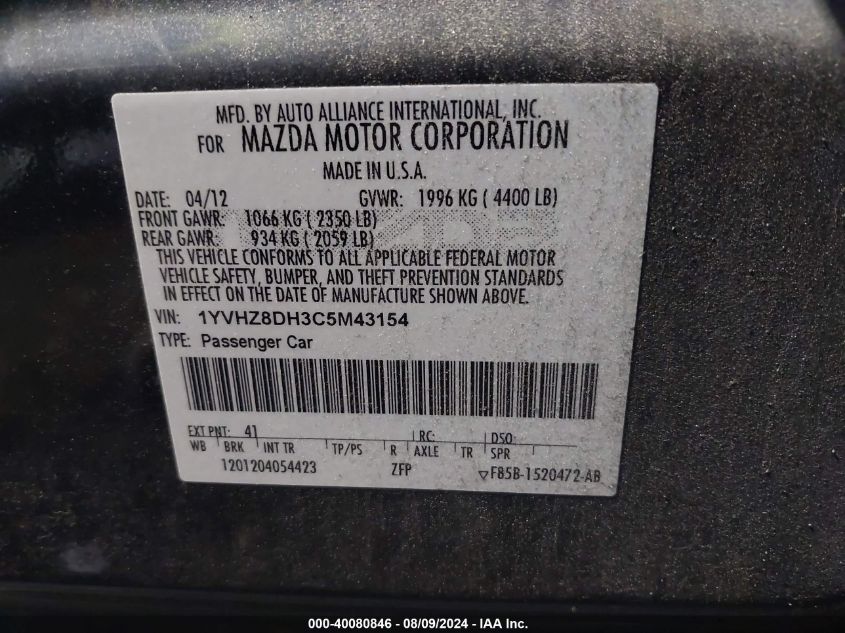 MFD. BY AUTO ALLIANCE INTERNATIONAL, INC.
FOR MAZDA MOTOR CORPORATION
MADE IN U.S.A.
DATE: 04/12 GVWR: 1996 KG ( 4400 LB)
FRONT GAWR: 1066 KG ( 2350 LB)
REAR GAWR: 934 KG ( 2059 LB)
THIS VEHICLE CONFORMS TO ALL APPLICABLE FEDERAL MOTOR
VEHICLE SAFETY, BUMPER, AND THEFT PREVENTION STANDARDS
IN EFFECT ON THE DATE OF MANUFACTURE SHOWN ABOVE.
VIN: 1YVHZ8DH3C5M43154
TYPE: Passenger Car
EXT PNT: 41 RC: DSO:
WB BRK INT TR TP/PS R AXLE TR SPR
1201204054423 ZFP ▽F85B-1520472-AB
000-40080846 - 08/09/2024 - IAA Inc.